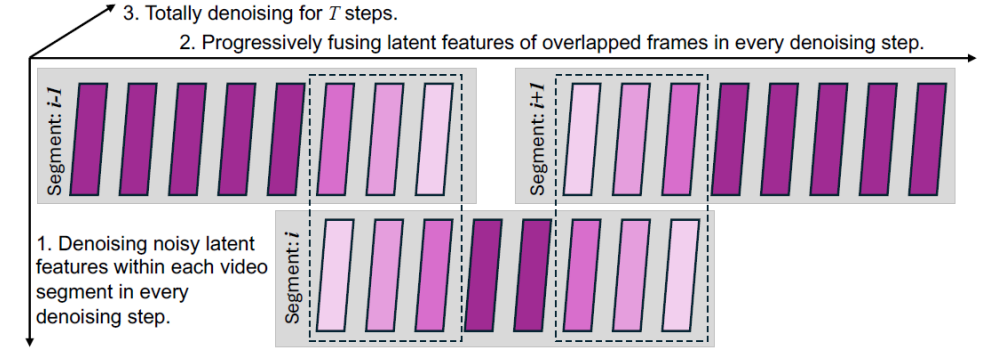 3. Totally denoising for T steps.
2. Progressively fusing latent features of overlapped frames in every denoising step.
Segment: i-1
Segment: i+1
1. Denoising noisy latent
features within each video
segment in every
denoising step.
Segment: i